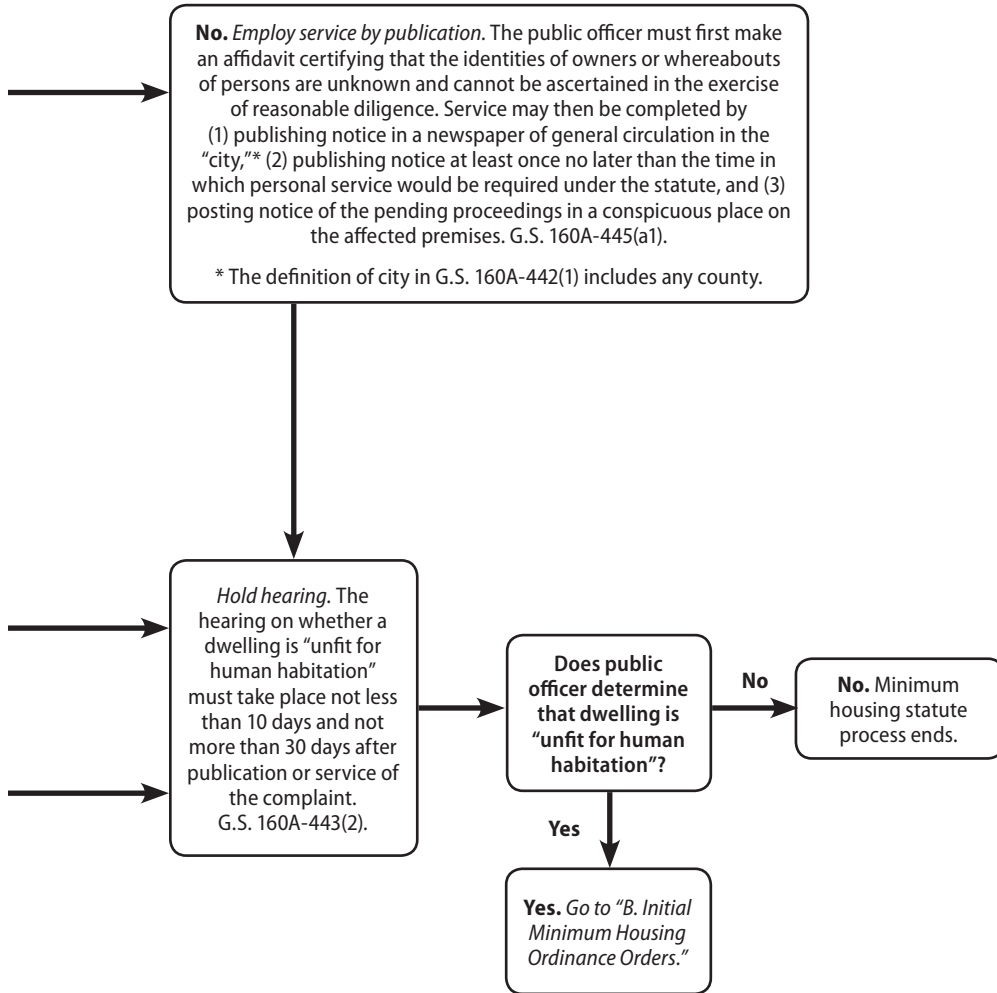 No. Employ service by publication. The public officer must first make
an affidavit certifying that the identities of owners or whereabouts
of persons are unknown and cannot be ascertained in the exercise
of reasonable diligence. Service may then be completed by
(1) publishing notice in a newspaper of general circulation in the
“city,”* (2) publishing notice at least once no later than the time in
which personal service would be required under the statute, and (3)
posting notice of the pending proceedings in a conspicuous place on
the affected premises. G.S. 160A-445(a1).
* The definition of city in G.S. 160A-442(1) includes any county.
Hold hearing. The
hearing on whether a
dwelling is “unfit for
human habitation”
must take place not less
than 10 days and not
more than 30 days after
publication or service of
the complaint.
G.S. 160A-443(2).
Does public
officer determine
that dwelling is
“unfit for human
habitation”?
No
No. Minimum
housing statute
process ends.
Yes
Yes. Go to “B. Initial
Minimum Housing
Ordinance Orders.”